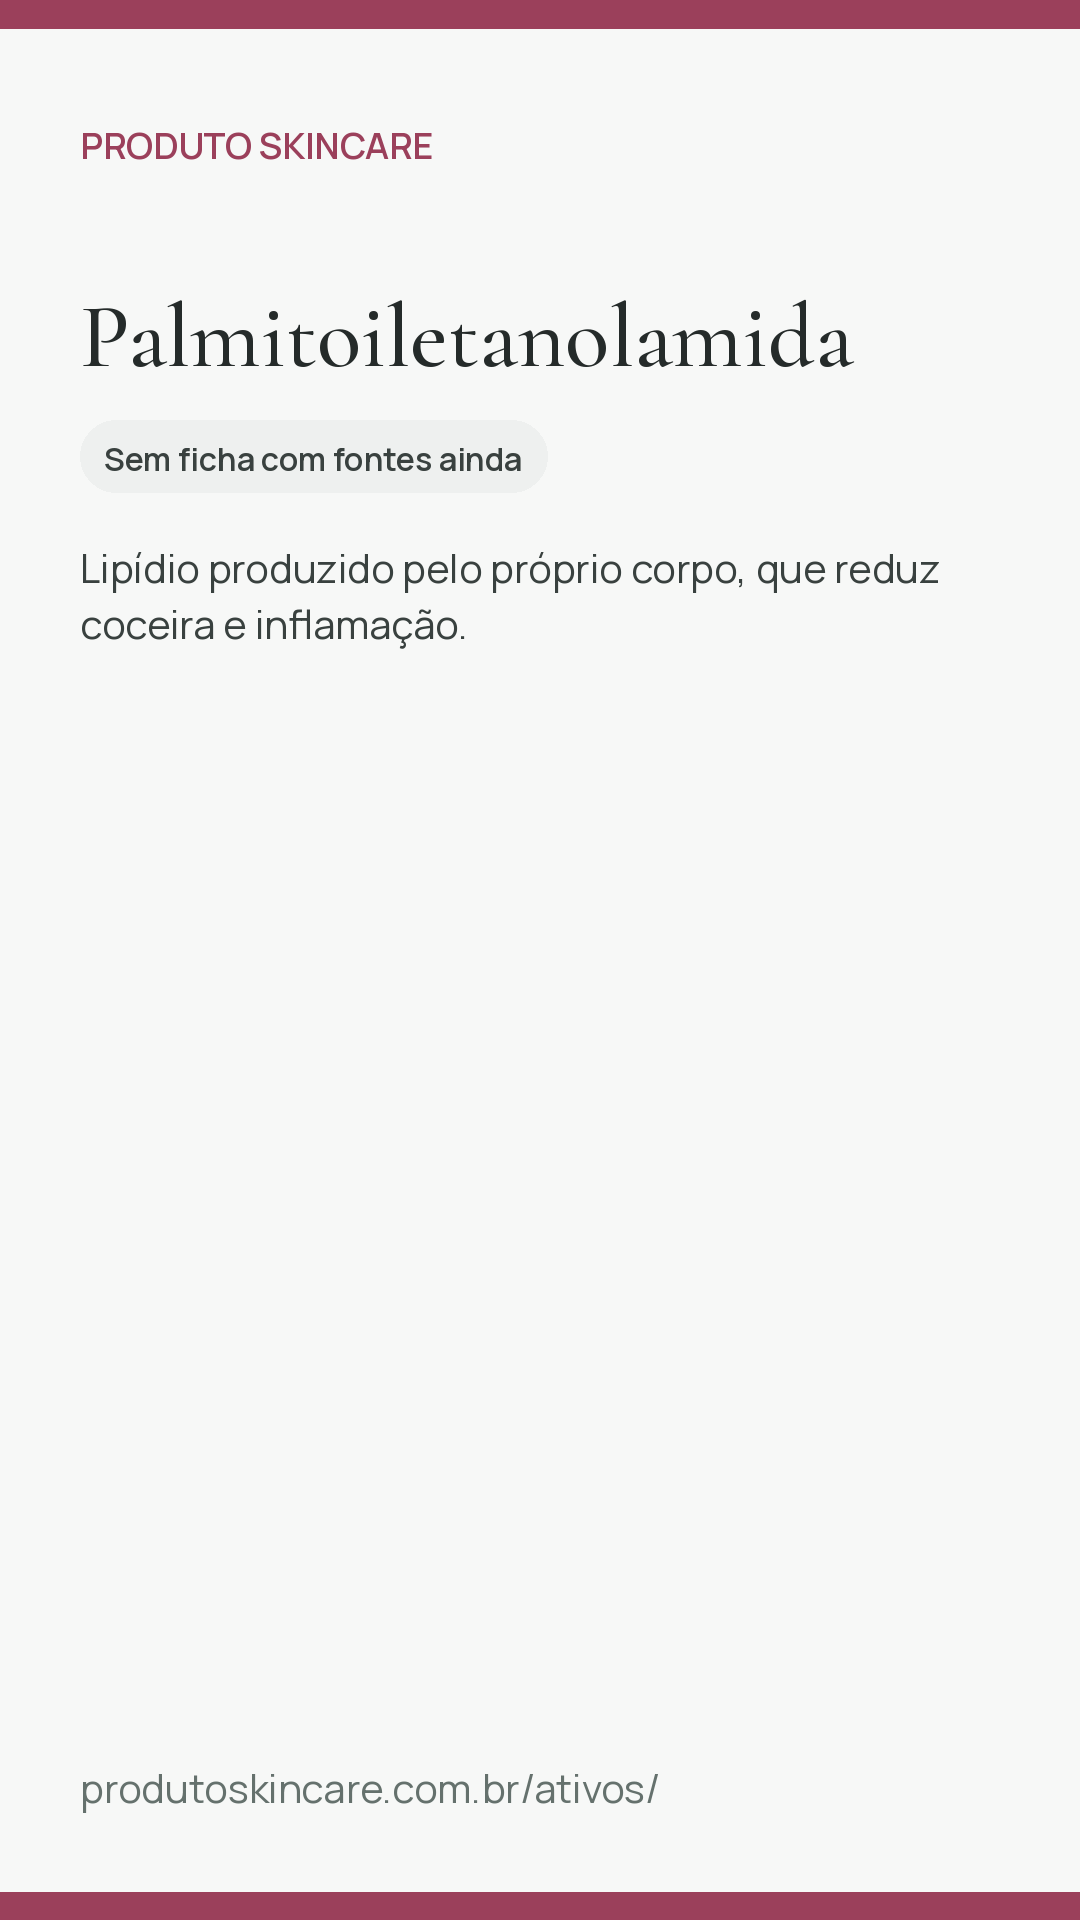 PRODUTO SKINCARE
Palmitoiletanolamida
Sem ficha com fontes ainda
Lipídio produzido pelo próprio corpo, que reduz
coceira e inflamação.
produtoskincare.com.br/ativos/